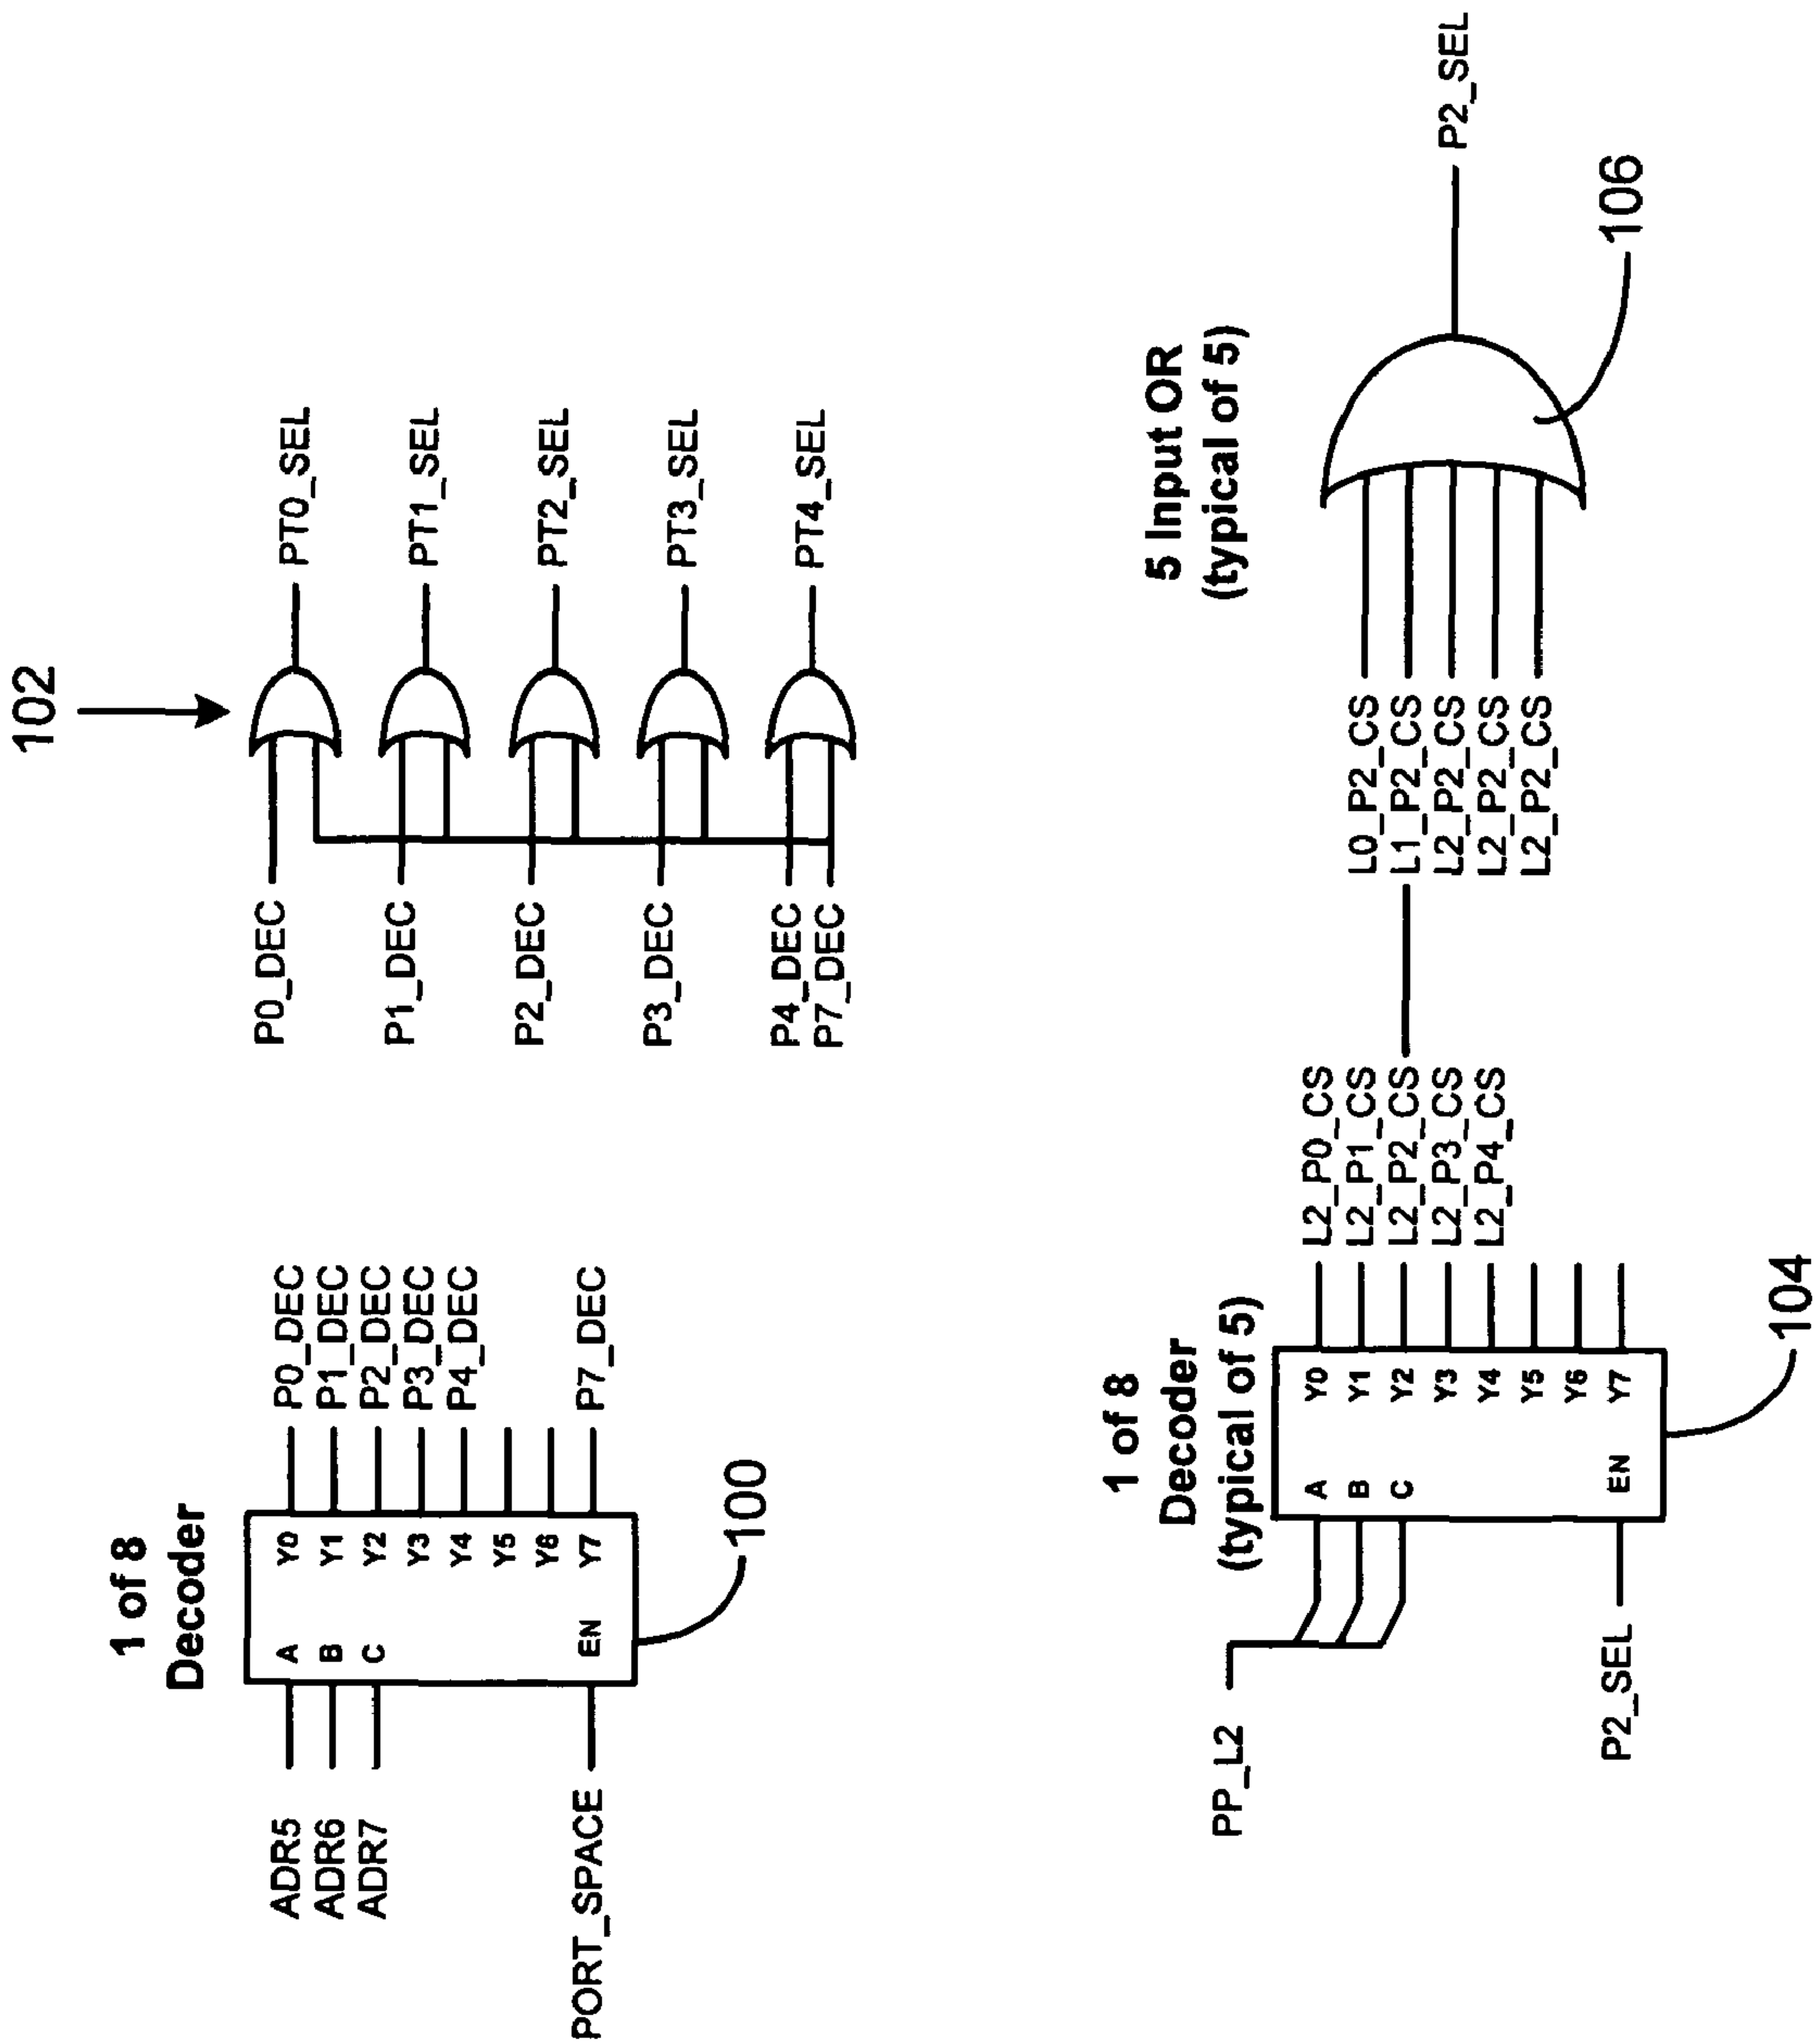 1 of 8
Decoder
ADR5
ADR6
ADR7
PORT_SPACE
A
B
C
EN
Y0
Y1
Y2
Y3
Y4
Y5
Y6
Y7
P0_DEC
P1_DEC
P2_DEC
P3_DEC
P4_DEC
P7_DEC
100
102
P0_DEC
P1_DEC
P2_DEC
P3_DEC
P4_DEC
P7_DEC
PT0_SEL
PT1_SEL
PT2_SEL
PT3_SEL
PT4_SEL
1 of 8
Decoder
(typical of 5)
PP_L2
P2_SEL
A
B
C
EN
Y0
Y1
Y2
Y3
Y4
Y5
Y6
Y7
L2_P0_CS
L2_P1_CS
L2_P2_CS
L2_P3_CS
L2_P4_CS
104
5 Input OR
(typical of 5)
L0_P2_CS
L1_P2_CS
L2_P2_CS
L2_P2_CS
L2_P2_CS
P2_SEL
106